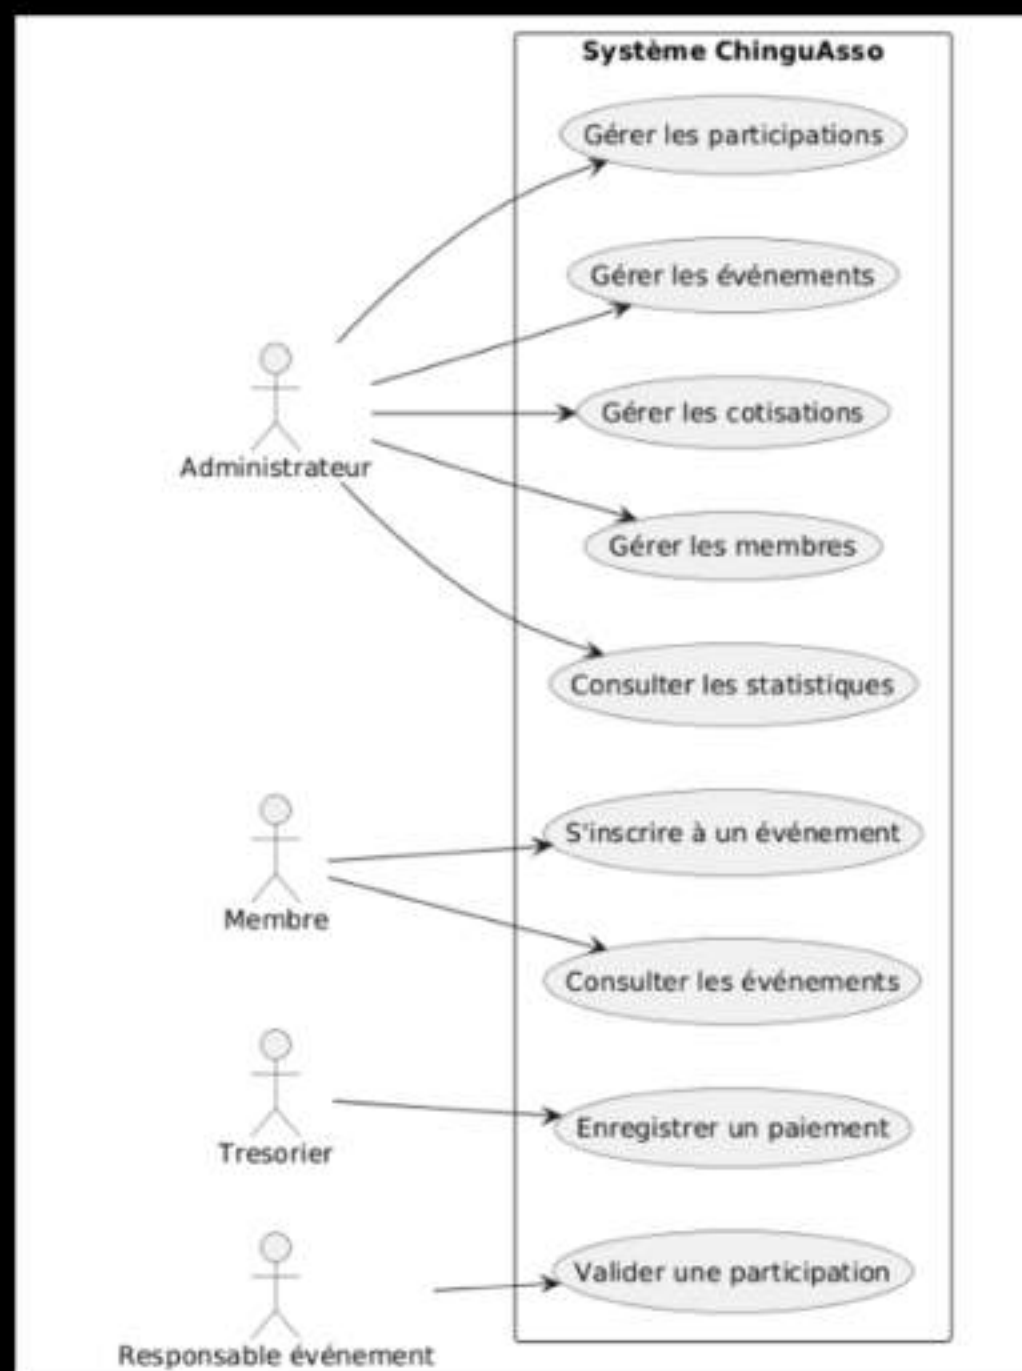 Système ChinguAsso
Gérer les participations
Gérer les événements
Gérer les cotisations
Administrateur
Gérer les membres
Consulter les statistiques
S'inscrire à un événement
Membre
Consulter les événements
Enregistrer un paiement
Tresorier
Valider une participation
Responsable événement